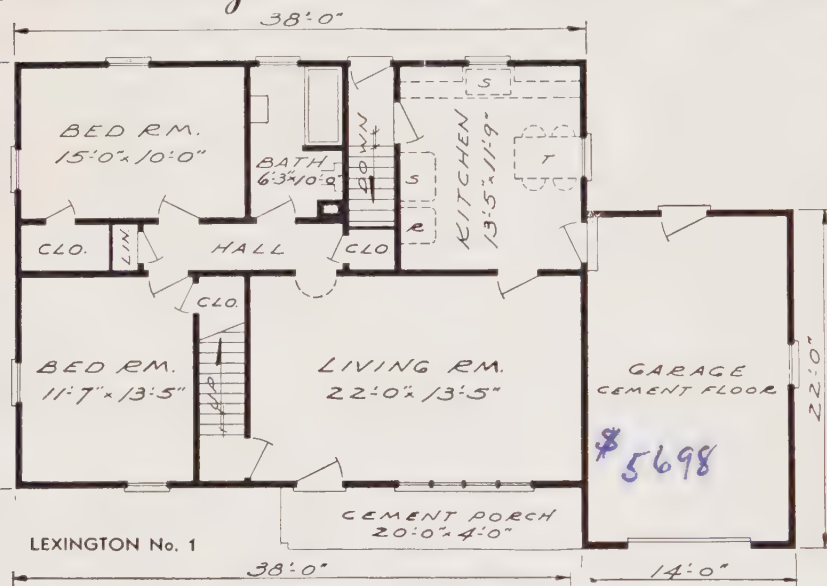 38'-0"
BED RM.
15'-0" x 10'-0"
BATH
6'-3" x 10'-0"
DOWN
S
KITCHEN
13'-5" x 11'-9"
T
S
R
CLO.
LIN.
HALL
CLO
CLO.
BED RM.
11'-7" x 13'-5"
UP
LIVING RM.
22'-0" x 13'-5"
GARAGE
CEMENT FLOOR
22'-0"
$5698
CEMENT PORCH
20'-0" x 4'-0"
LEXINGTON No. 1
38'-0"
14'-0"